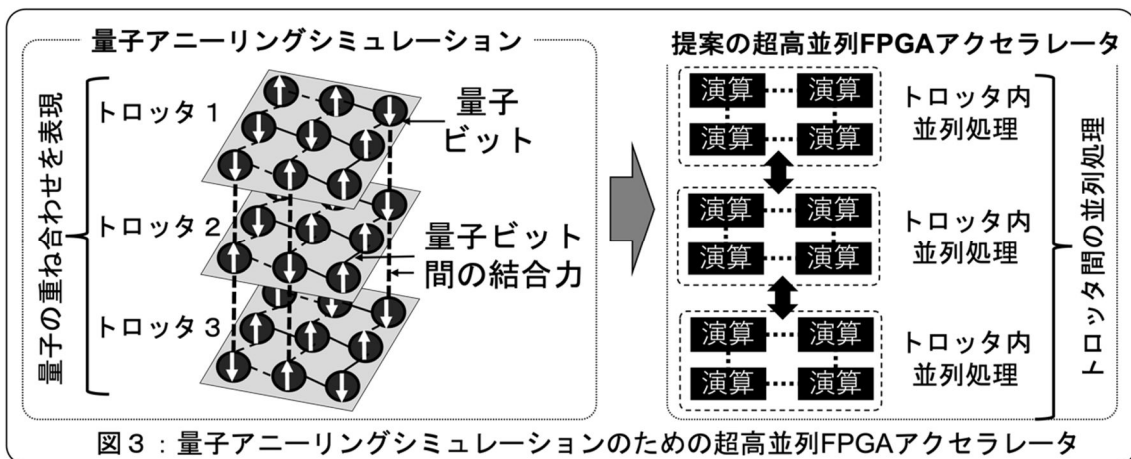 量子アニーリングシミュレーション
量子の重ね合わせを表現
トロッタ1
トロッタ2
トロッタ3
量子
ビット
量子ビット
間の結合力
提案の超高並列FPGAアクセラレータ
演算 演算
演算 演算
トロッタ内
並列処理
演算 演算
演算 演算
トロッタ内
並列処理
演算 演算
演算 演算
トロッタ内
並列処理
トロッタ間の並列処理
図3：量子アニーリングシミュレーションのための超高並列FPGAアクセラレータ